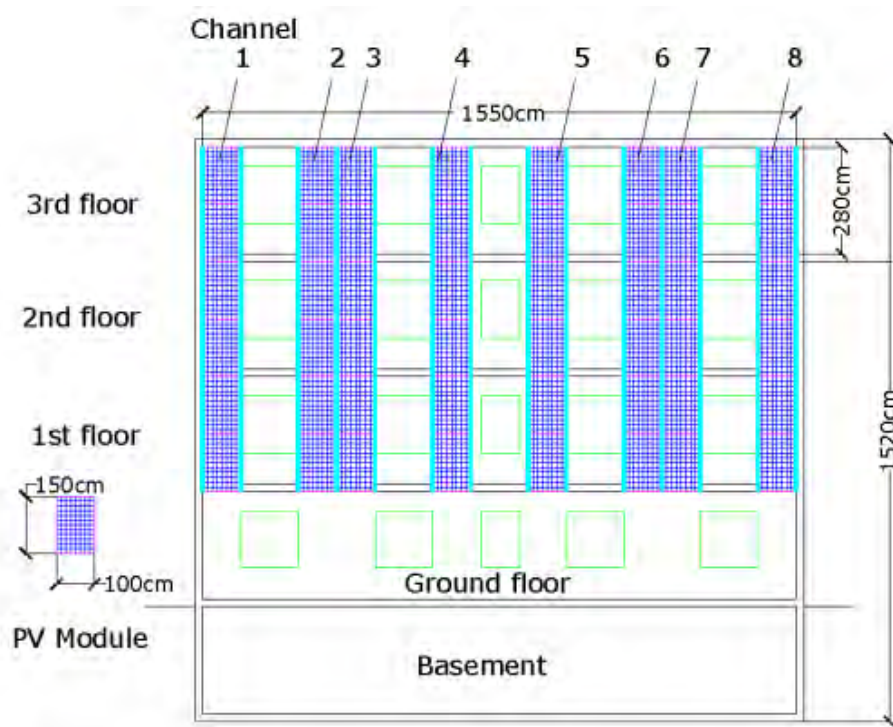 Channel
1 2 3 4 5 6 7 8
1550cm
3rd floor
280cm
2nd floor
1st floor
1520cm
150cm
100cm
Ground floor
PV Module
Basement